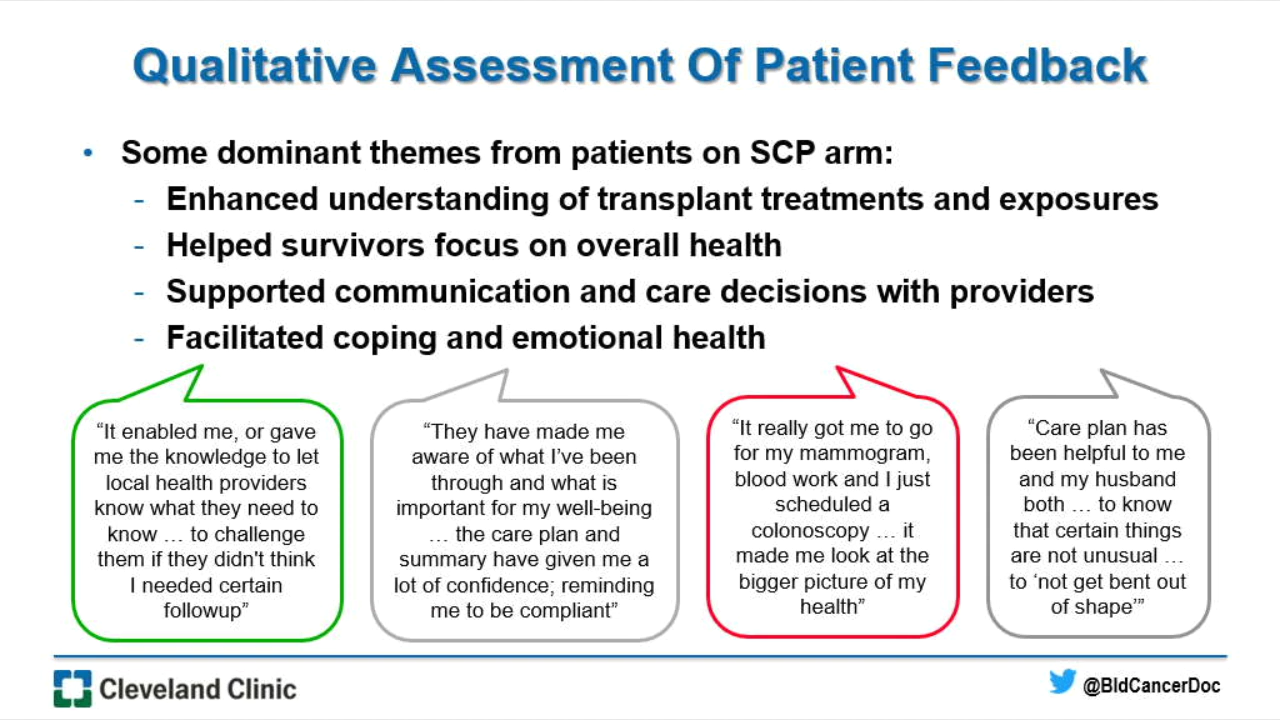 Qualitative Assessment Of Patient Feedback
• Some dominant themes from patients on SCP arm:
- Enhanced understanding of transplant treatments and exposures
- Helped survivors focus on overall health
- Supported communication and care decisions with providers
- Facilitated coping and emotional health
“It enabled me, or gave
me the knowledge to let
local health providers
know what they need to
know … to challenge
them if they didn't think
I needed certain
followup”
“They have made me
aware of what I’ve been
through and what is
important for my well-being
… the care plan and
summary have given me a
lot of confidence; reminding
me to be compliant”
“It really got me to go
for my mammogram,
blood work and I just
scheduled a
colonoscopy … it
made me look at the
bigger picture of my
health”
“Care plan has
been helpful to me
and my husband
both … to know
that certain things
are not unusual …
to ‘not get bent out
of shape’”
Cleveland Clinic
@BldCancerDoc